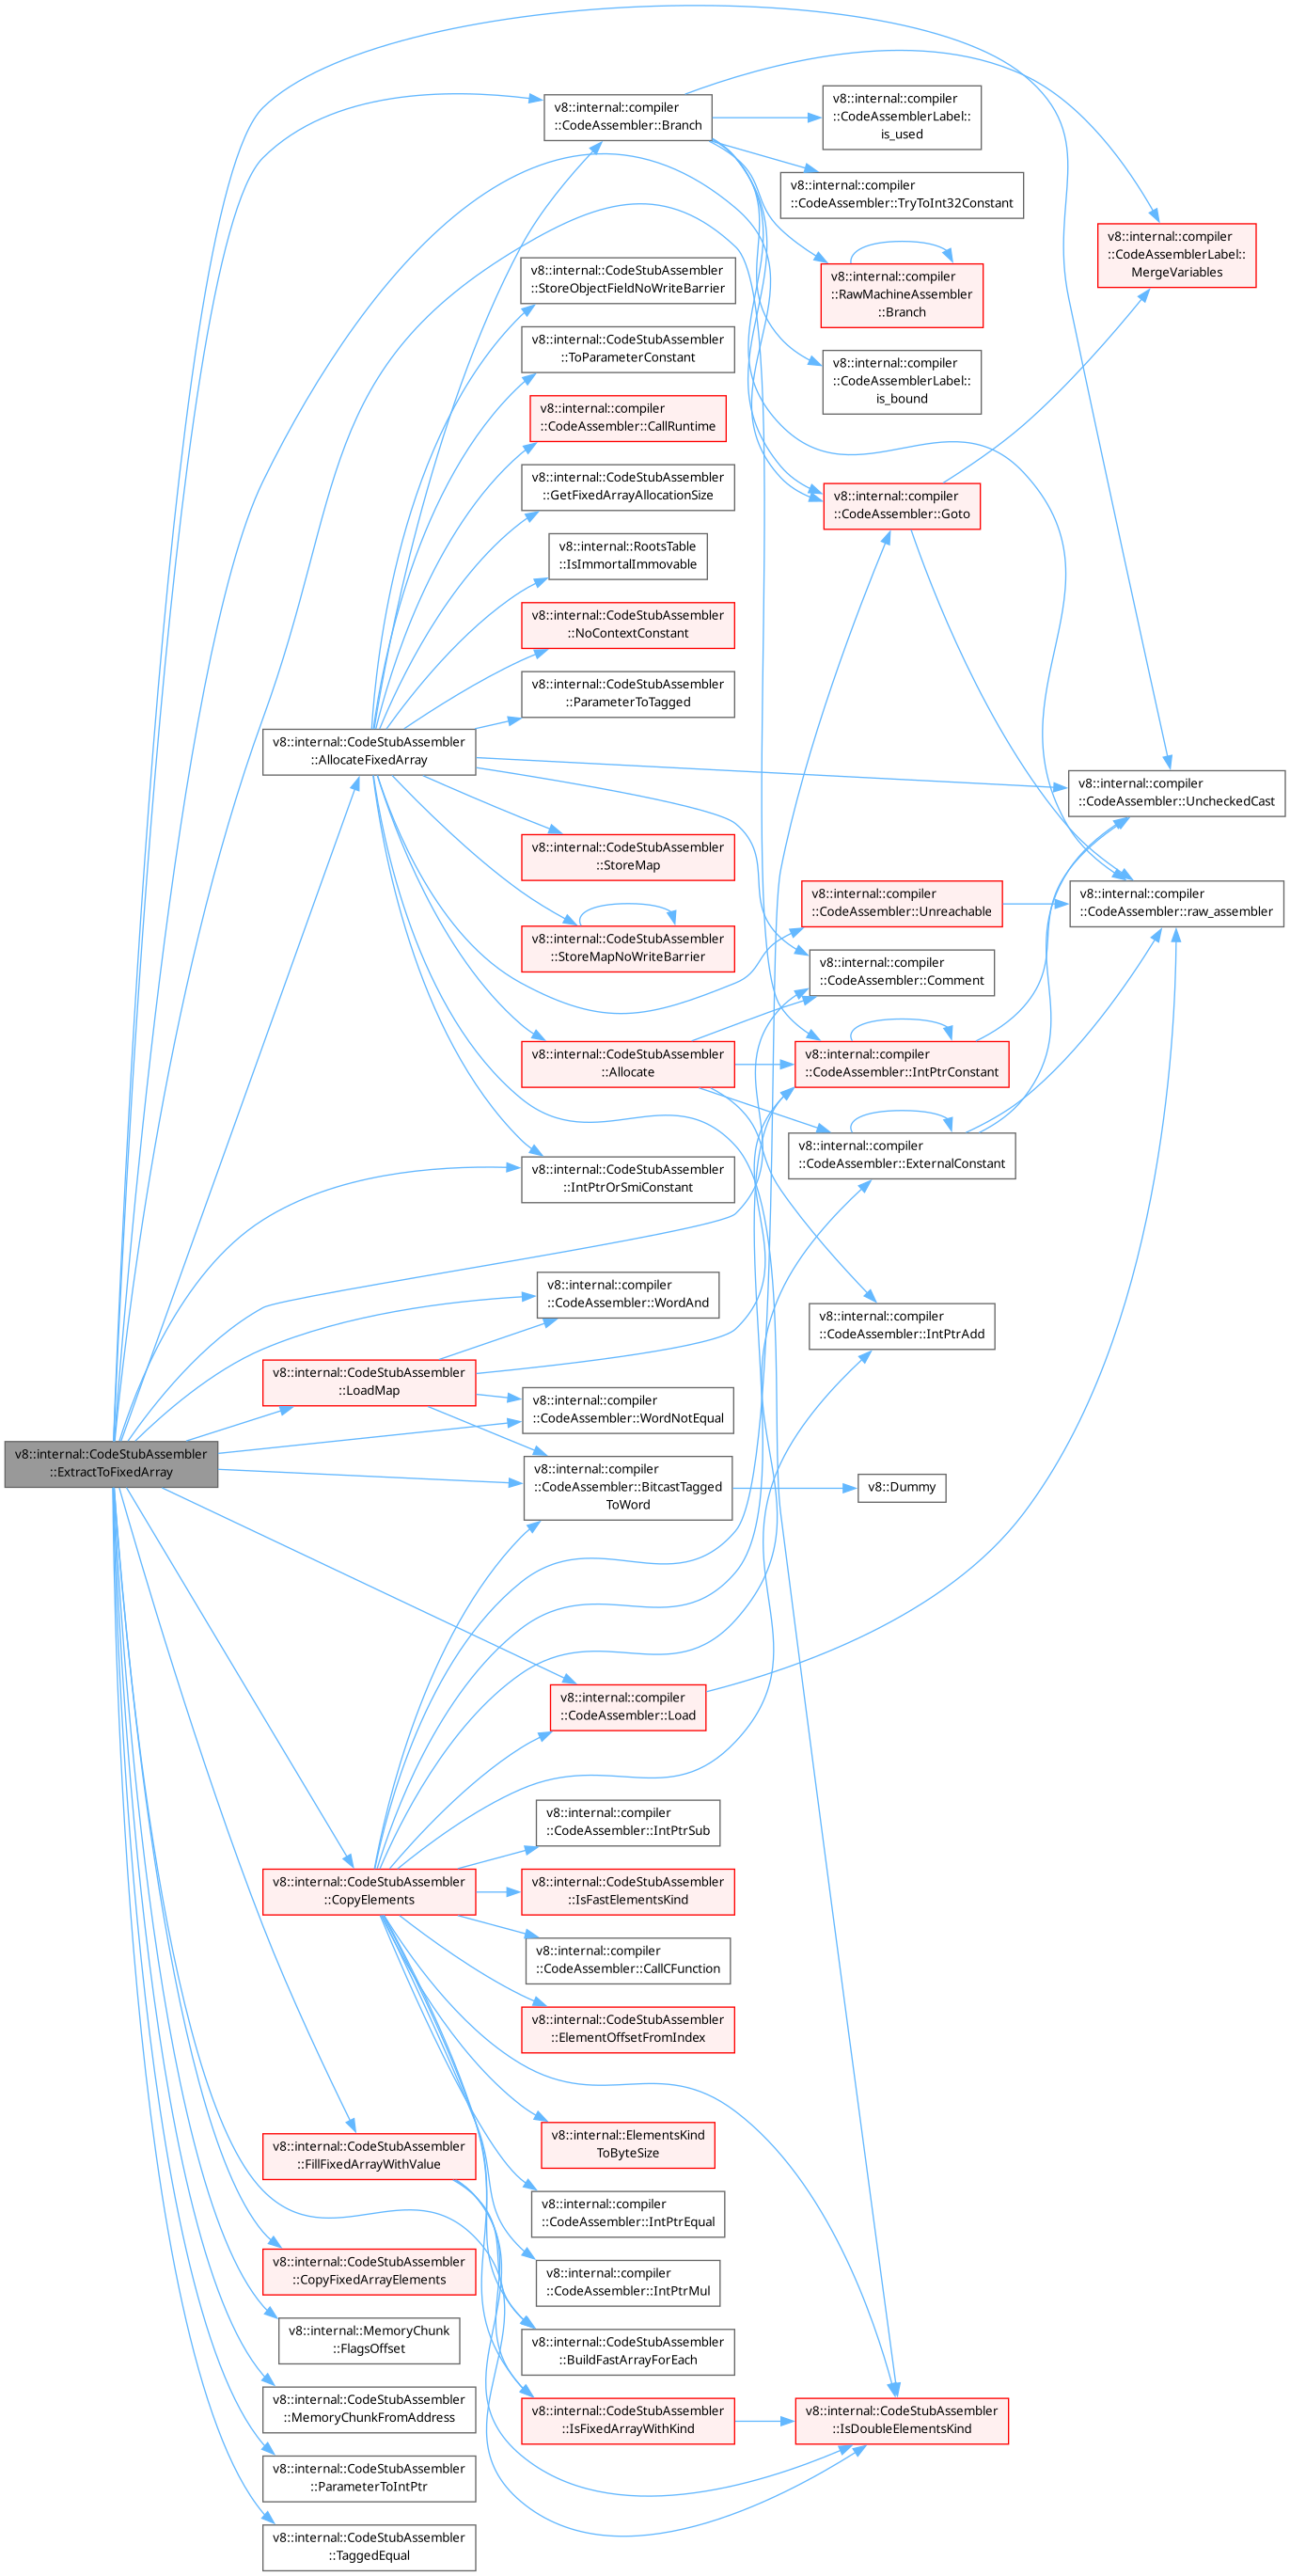 v8::internal::CodeStubAssembler
::ExtractToFixedArray
v8::internal::CodeStubAssembler
::AllocateFixedArray
v8::internal::CodeStubAssembler
::LoadMap
v8::internal::CodeStubAssembler
::CopyElements
v8::internal::CodeStubAssembler
::FillFixedArrayWithValue
v8::internal::CodeStubAssembler
::CopyFixedArrayElements
v8::internal::MemoryChunk
::FlagsOffset
v8::internal::CodeStubAssembler
::MemoryChunkFromAddress
v8::internal::CodeStubAssembler
::ParameterToIntPtr
v8::internal::CodeStubAssembler
::TaggedEqual
v8::internal::compiler
::CodeAssembler::Branch
v8::internal::CodeStubAssembler
::StoreObjectFieldNoWriteBarrier
v8::internal::CodeStubAssembler
::ToParameterConstant
v8::internal::compiler
::CodeAssembler::CallRuntime
v8::internal::CodeStubAssembler
::GetFixedArrayAllocationSize
v8::internal::RootsTable
::IsImmortalImmovable
v8::internal::CodeStubAssembler
::NoContextConstant
v8::internal::CodeStubAssembler
::ParameterToTagged
v8::internal::CodeStubAssembler
::StoreMap
v8::internal::CodeStubAssembler
::StoreMapNoWriteBarrier
v8::internal::CodeStubAssembler
::Allocate
v8::internal::CodeStubAssembler
::IntPtrOrSmiConstant
v8::internal::compiler
::CodeAssembler::WordAnd
v8::internal::compiler
::CodeAssembler::WordNotEqual
v8::internal::compiler
::CodeAssembler::BitcastTagged
ToWord
v8::internal::compiler
::CodeAssembler::Load
v8::internal::compiler
::CodeAssembler::IntPtrSub
v8::internal::CodeStubAssembler
::IsFastElementsKind
v8::internal::compiler
::CodeAssembler::CallCFunction
v8::internal::CodeStubAssembler
::ElementOffsetFromIndex
v8::internal::ElementsKind
ToByteSize
v8::internal::compiler
::CodeAssembler::IntPtrEqual
v8::internal::compiler
::CodeAssembler::IntPtrMul
v8::internal::CodeStubAssembler
::BuildFastArrayForEach
v8::internal::CodeStubAssembler
::IsFixedArrayWithKind
v8::internal::compiler
::CodeAssemblerLabel::
is_used
v8::internal::compiler
::CodeAssembler::TryToInt32Constant
v8::internal::compiler
::RawMachineAssembler
::Branch
v8::internal::compiler
::CodeAssemblerLabel::
is_bound
v8::internal::compiler
::CodeAssembler::Goto
v8::internal::compiler
::CodeAssembler::Unreachable
v8::internal::compiler
::CodeAssembler::Comment
v8::internal::compiler
::CodeAssembler::IntPtrConstant
v8::internal::compiler
::CodeAssembler::ExternalConstant
v8::internal::compiler
::CodeAssembler::IntPtrAdd
v8::Dummy
v8::internal::CodeStubAssembler
::IsDoubleElementsKind
v8::internal::compiler
::CodeAssemblerLabel::
MergeVariables
v8::internal::compiler
::CodeAssembler::UncheckedCast
v8::internal::compiler
::CodeAssembler::raw_assembler